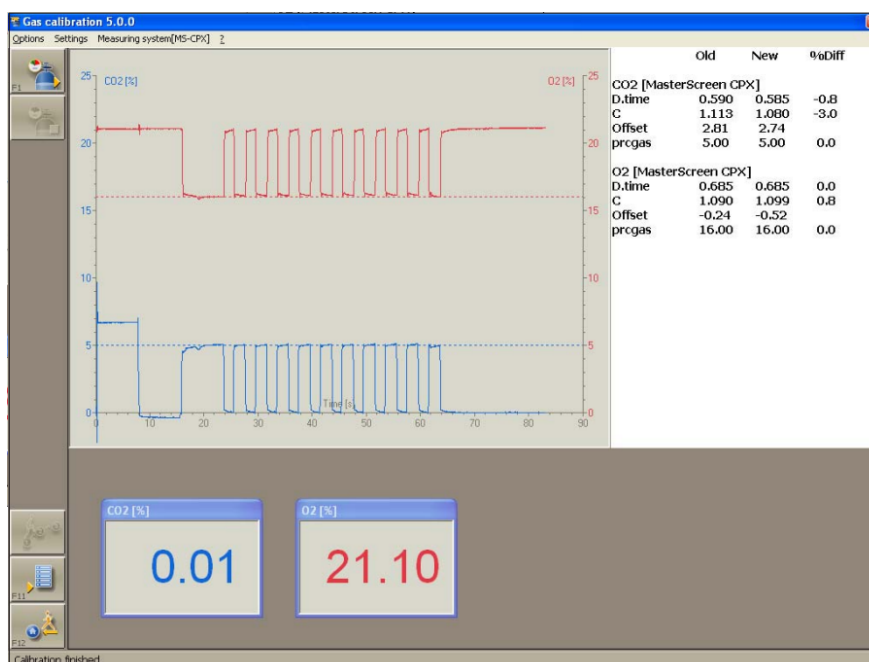 Gas calibration 5.0.0
Options Settings Measuring system[MS-CPX] ?
F1
25
CO2 [%]
O2 [%]
25
20
20
15
15
10
10
5
5
0
0
Time [s
0 10 20 30 40 50 60 70 80 90
Old New %Diff
CO2 [MasterScreen CPX]
D.time 0.590 0.585 -0.8
C 1.113 1.080 -3.0
Offset 2.81 2.74
prcgas 5.00 5.00 0.0
O2 [MasterScreen CPX]
D.time 0.685 0.685 0.0
C 1.090 1.099 0.8
Offset -0.24 -0.52
prcgas 16.00 16.00 0.0
CO2 [%]
0.01
O2 [%]
21.10
F11
F12
Calibration finished